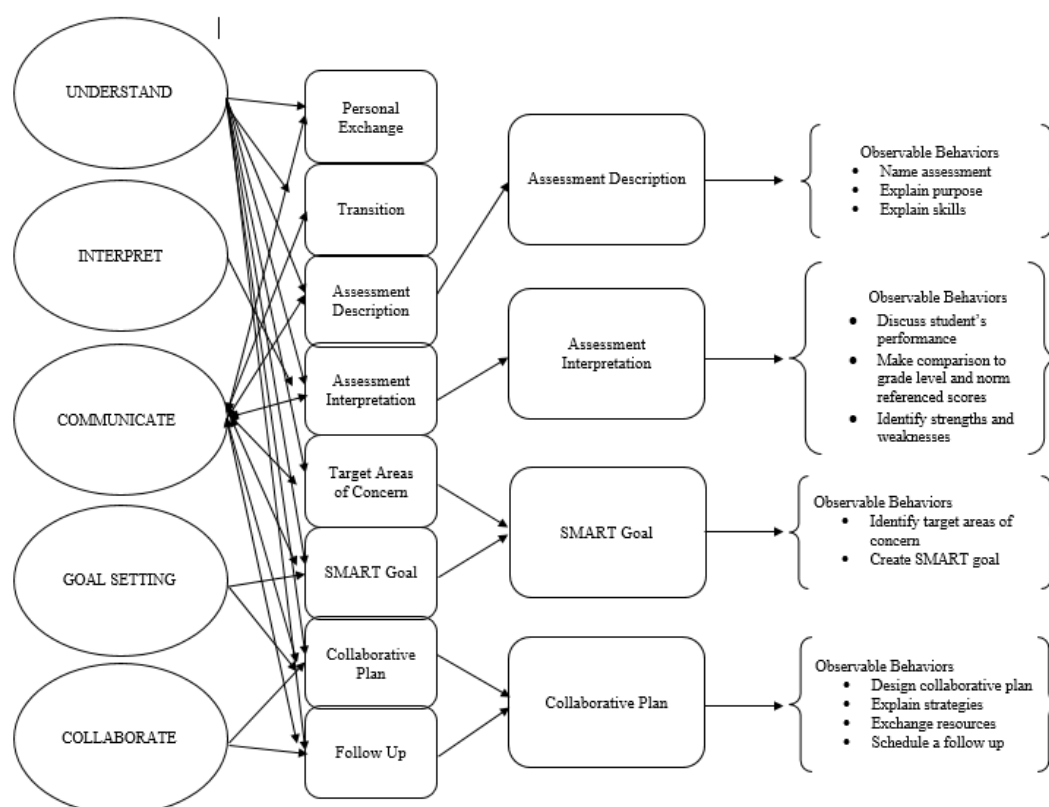 UNDERSTAND
INTERPRET
COMMUNICATE
GOAL SETTING
COLLABORATE
Personal
Exchange
Transition
Assessment
Description
Assessment
Interpretation
Target Areas
of Concern
SMART Goal
Collaborative
Plan
Follow Up
Assessment Description
Assessment
Interpretation
SMART Goal
Collaborative Plan
Observable Behaviors
• Name assessment
• Explain purpose
• Explain skills
Observable Behaviors
• Discuss student’s
performance
• Make comparison to
grade level and norm
referenced scores
• Identify strengths and
weaknesses
Observable Behaviors
• Identify target areas of
concern
• Create SMART goal
Observable Behaviors
• Design collaborative plan
• Explain strategies
• Exchange resources
• Schedule a follow up